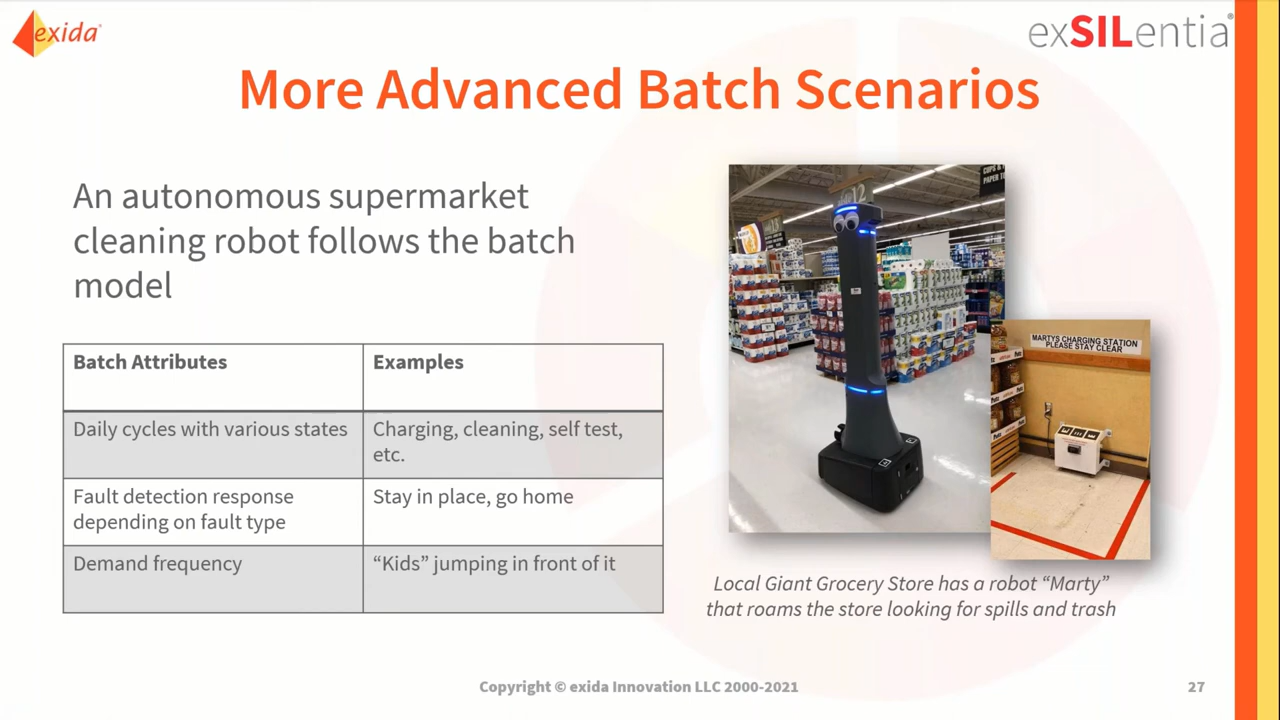 exida
exSILentia®
More Advanced Batch Scenarios
An autonomous supermarket
cleaning robot follows the batch
model
Batch Attributes
Examples
Daily cycles with various states
Charging, cleaning, self test,
etc.
Fault detection response
depending on fault type
Stay in place, go home
Demand frequency
“Kids” jumping in front of it
12
PAPER
MARTYS CHARGING STATION
PLEASE STAY CLEAR
Pets
Local Giant Grocery Store has a robot “Marty”
that roams the store looking for spills and trash
Copyright © exida Innovation LLC 2000-2021
27